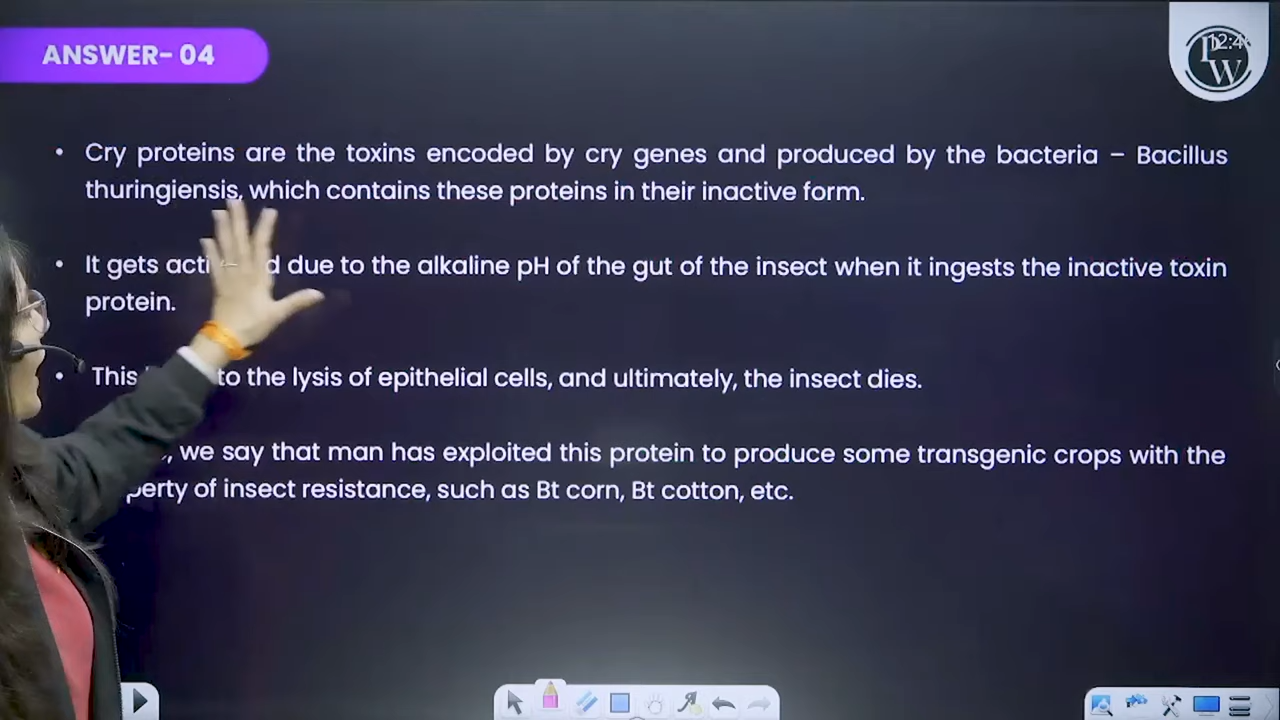 ANSWER- 04
12:4
PW
• Cry proteins are the toxins encoded by cry genes and produced by the bacteria – Bacillus
thuringiensis, which contains these proteins in their inactive form.
• It gets due to the alkaline pH of the gut of the insect when it ingests the inactive toxin
protein.
• This to the lysis of epithelial cells, and ultimately, the insect dies.
we say that man has exploited this protein to produce some transgenic crops with the
of insect resistance, such as Bt corn, Bt cotton, etc.